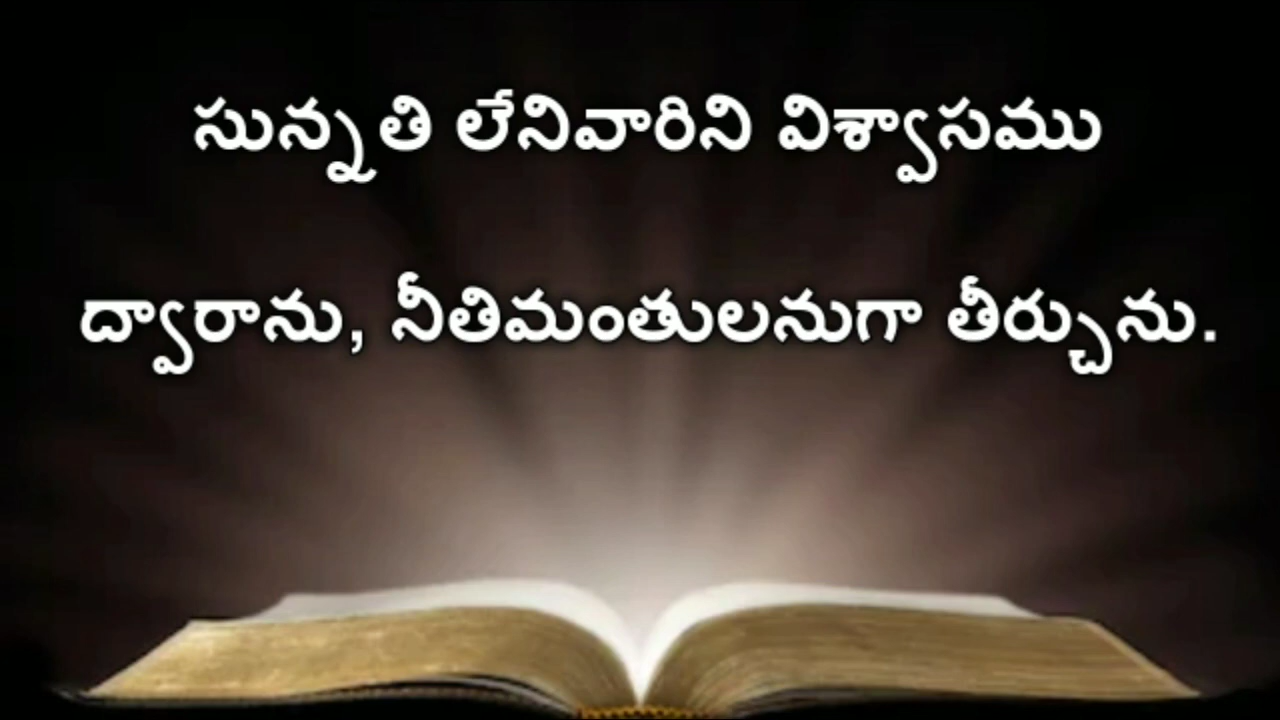 సున్నతి లేనివారిని విశ్వాసము
ద్వారాను, నీతిమంతులనుగా తీర్చును.